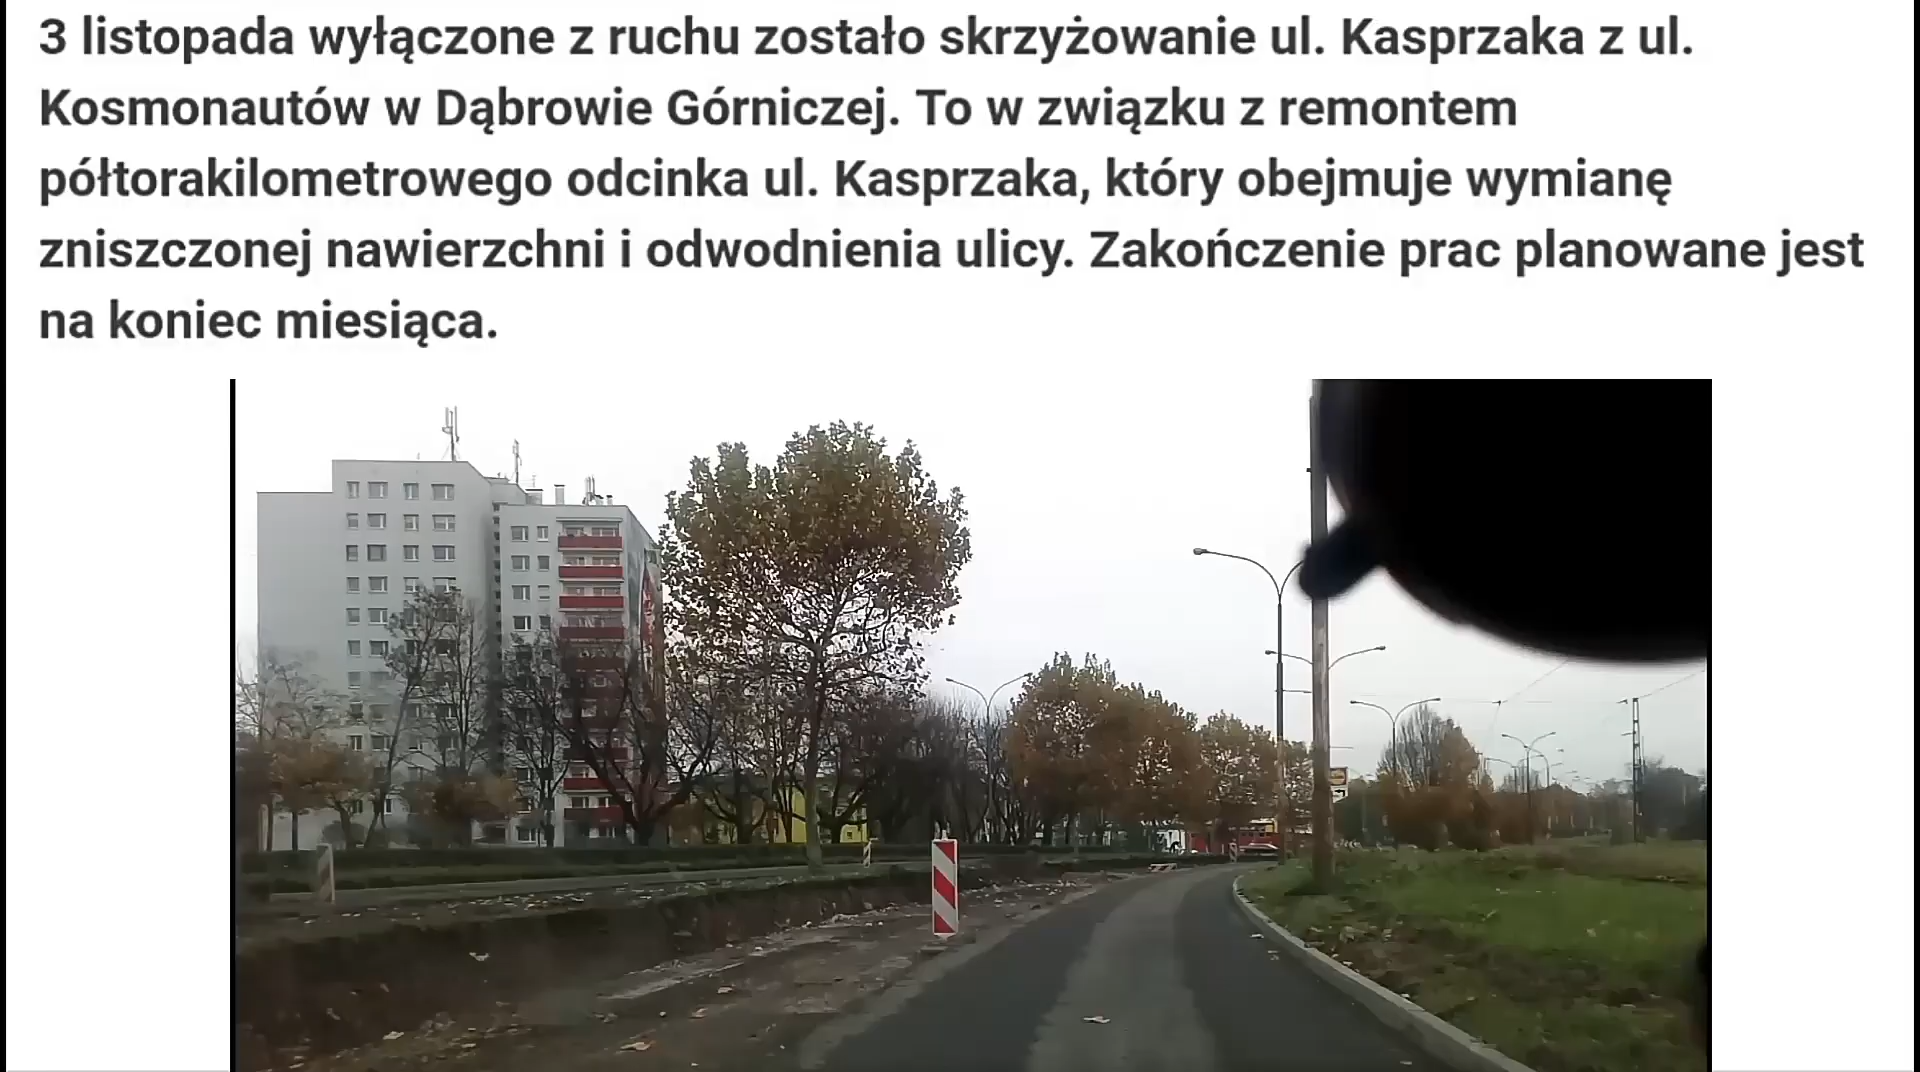 3 listopada wyłączone z ruchu zostało skrzyżowanie ul. Kasprzaka z ul.
Kosmonautów w Dąbrowie Górniczej. To w związku z remontem
półtorakilometrowego odcinka ul. Kasprzaka, który obejmuje wymianę
zniszczonej nawierzchni i odwodnienia ulicy. Zakończenie prac planowane jest
na koniec miesiąca.